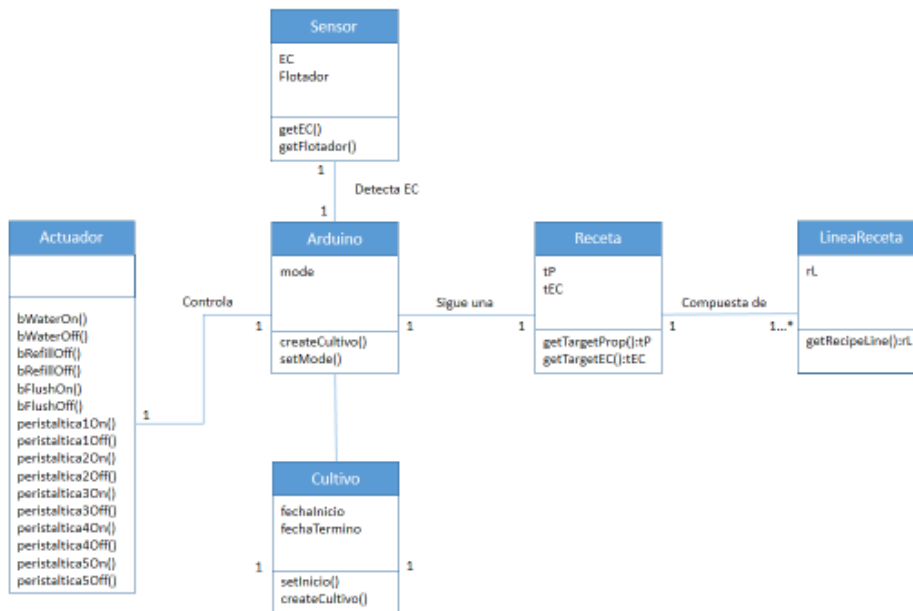 Sensor
EC
Flotador
getEC()
getFlotador()
1
Detecta EC
1
Actuador
bWaterOn()
bWaterOff()
bRefillOff()
bRefillOff()
bFlushOn()
bFlushOff()
peristaltica1On()
peristaltica1Off()
peristaltica2On()
peristaltica2Off()
peristaltica3On()
peristaltica3Off()
peristaltica4On()
peristaltica4Off()
peristaltica5On()
peristaltica5Off()
1
Controla
1
Arduino
mode
createCultivo()
setMode()
1
Sigue una
1
Receta
tP
tEC
getTargetProp():tP
getTargetEC():tEC
1
Compuesta de
1...*
LineaReceta
rL
getRecipeLine():rL
Cultivo
fechaInicio
fechaTermino
setInicio()
createCultivo()
1
1